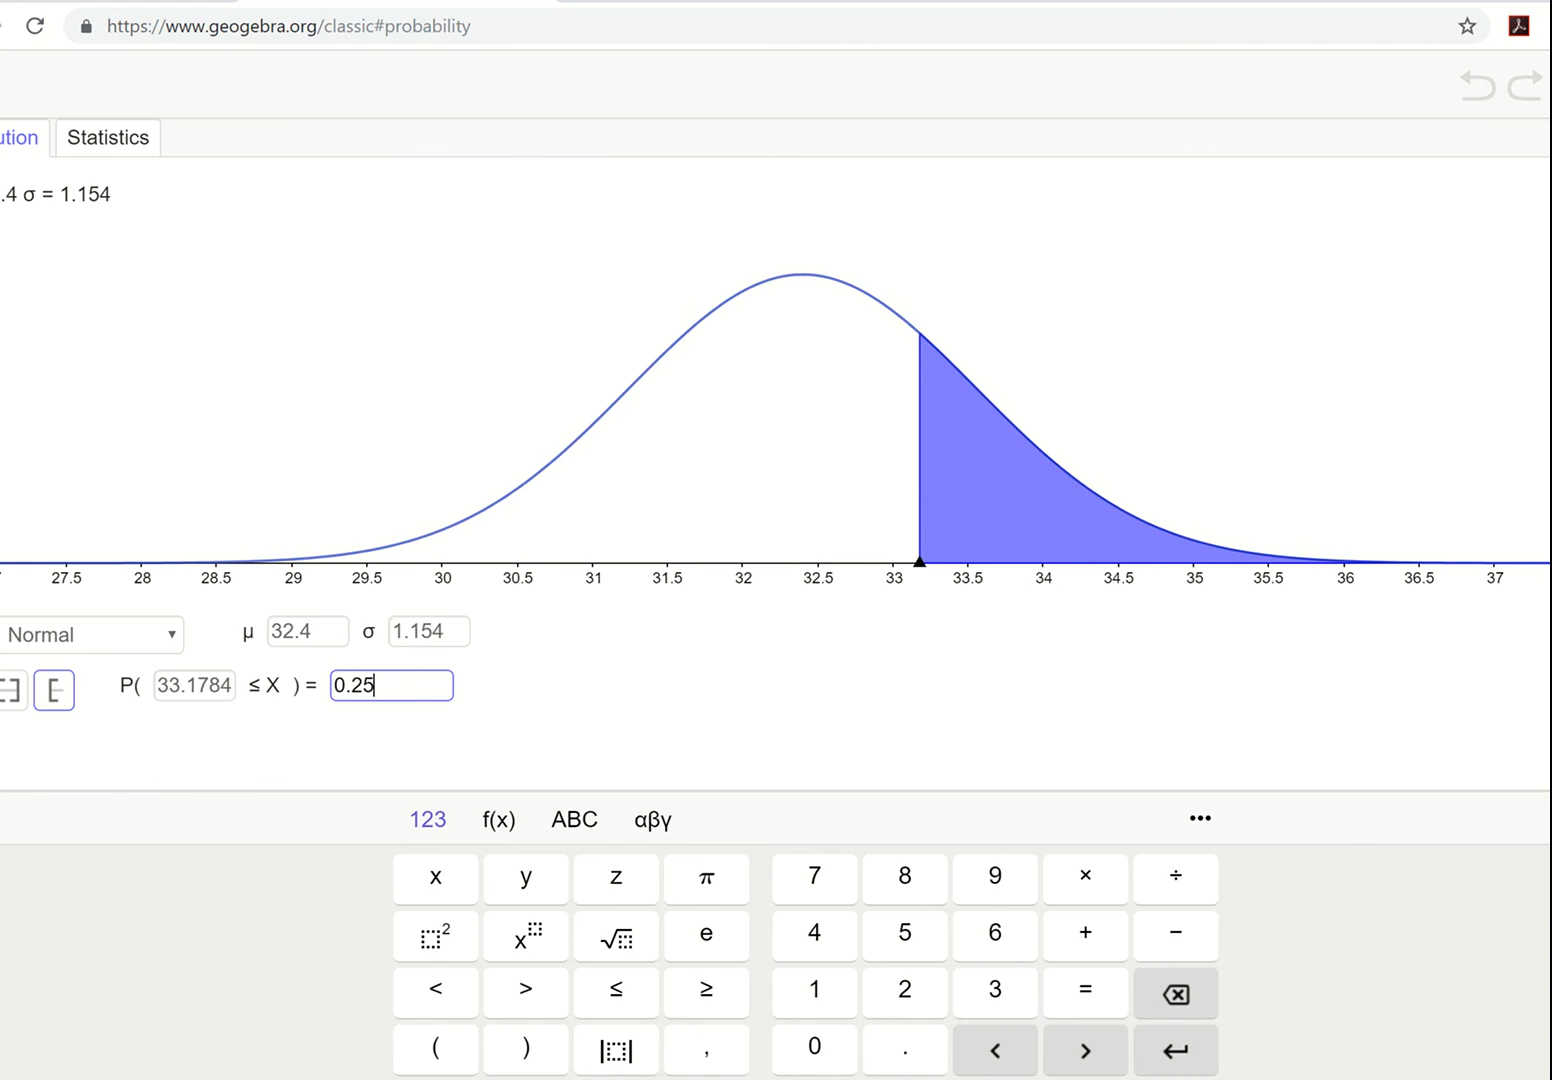 https://www.geogebra.org/classic#probability
ution Statistics
.4 σ = 1.154
27.5 28 28.5 29 29.5 30 30.5 31 31.5 32 32.5 33 33.5 34 34.5 35 35.5 36 36.5 37
Normal μ 32.4 σ 1.154
P( 33.1784 ≤ X ) = 0.25
123 f(x) ABC αβγ •••
x y z π 7 8 9 × ÷
2 x √ e 4 5 6 + −
< > ≤ ≥ 1 2 3 =
( ) | | , 0 . < >